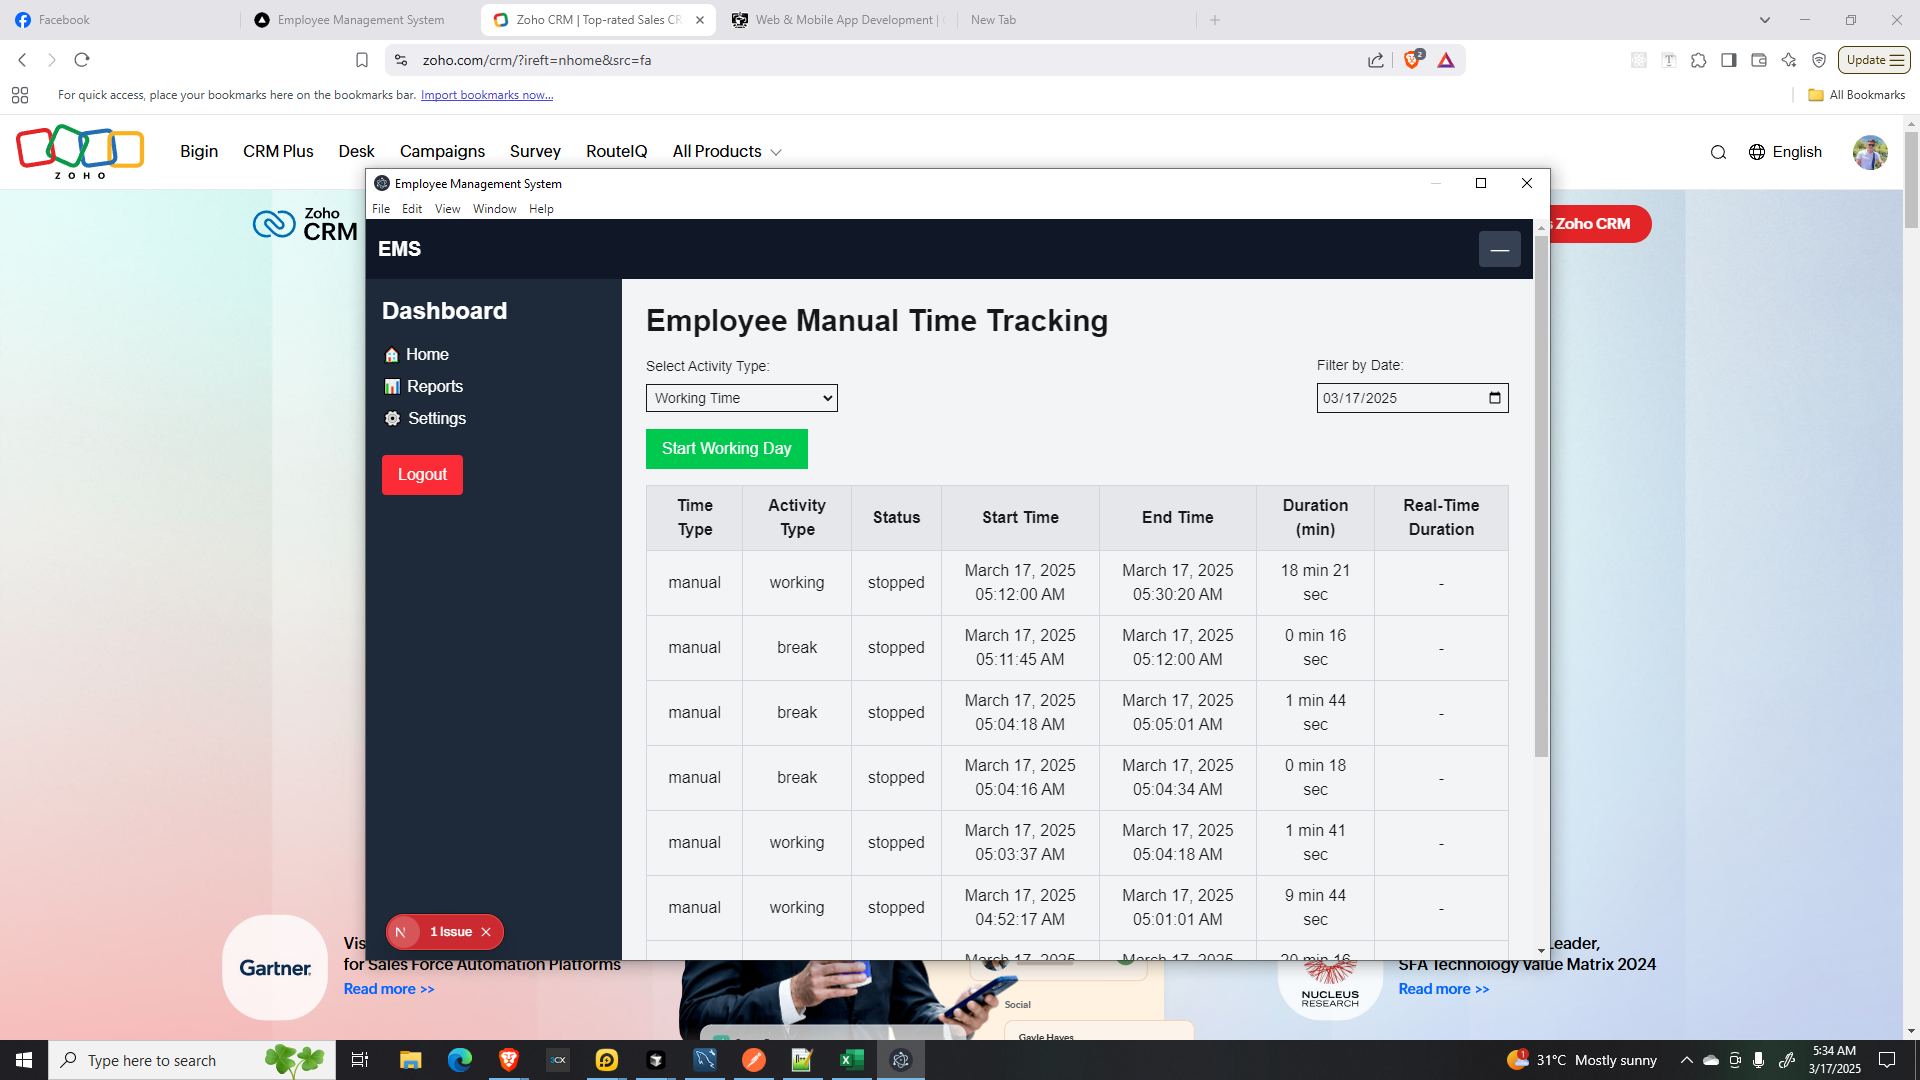 Facebook
Employee Management System
Zoho CRM | Top-rated Sales CR
Web & Mobile App Development |
New Tab
zoho.com/crm/?ireft=nhome&src=fa
2
Update
For quick access, place your bookmarks here on the bookmarks bar. Import bookmarks now...
All Bookmarks
ZOHO
Bigin
CRM Plus
Desk
Campaigns
Survey
RouteIQ
All Products
English
Zoho
CRM
Zoho CRM
Employee Management System
File Edit View Window Help
EMS
Dashboard
Home
Reports
Settings
Logout
Employee Manual Time Tracking
Select Activity Type:
Working Time
Filter by Date:
03/17/2025
Start Working Day
Time Type Activity Type Status Start Time End Time Duration (min) Real-Time Duration
manual working stopped March 17, 2025 05:12:00 AM March 17, 2025 05:30:20 AM 18 min 21 sec -
manual break stopped March 17, 2025 05:11:45 AM March 17, 2025 05:12:00 AM 0 min 16 sec -
manual break stopped March 17, 2025 05:04:18 AM March 17, 2025 05:05:01 AM 1 min 44 sec -
manual break stopped March 17, 2025 05:04:16 AM March 17, 2025 05:04:34 AM 0 min 18 sec -
manual working stopped March 17, 2025 05:03:37 AM March 17, 2025 05:04:18 AM 1 min 41 sec -
manual working stopped March 17, 2025 04:52:17 AM March 17, 2025 05:01:01 AM 9 min 44 sec -
March 17, 2025 March 17, 2025 20 min 16
N 1 Issue
Gartner
Vis
for Sales Force Automation Platforms
Read more >>
Social
Gayle Hayes
NUCLEUS
RESEARCH
Leader,
SFA Technology Value Matrix 2024
Read more >>
Type here to search
3CX
1
31°C Mostly sunny
5:34 AM
3/17/2025